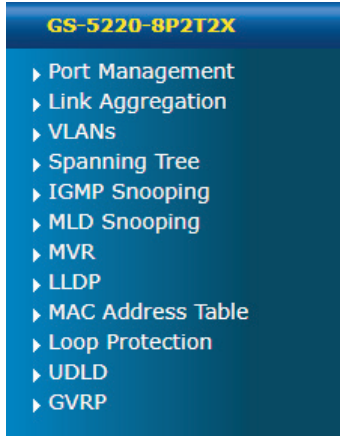 GS-5220-8P2T2X
Port Management
Link Aggregation
VLANs
Spanning Tree
IGMP Snooping
MLD Snooping
MVR
LLDP
MAC Address Table
Loop Protection
UDLD
GVRP